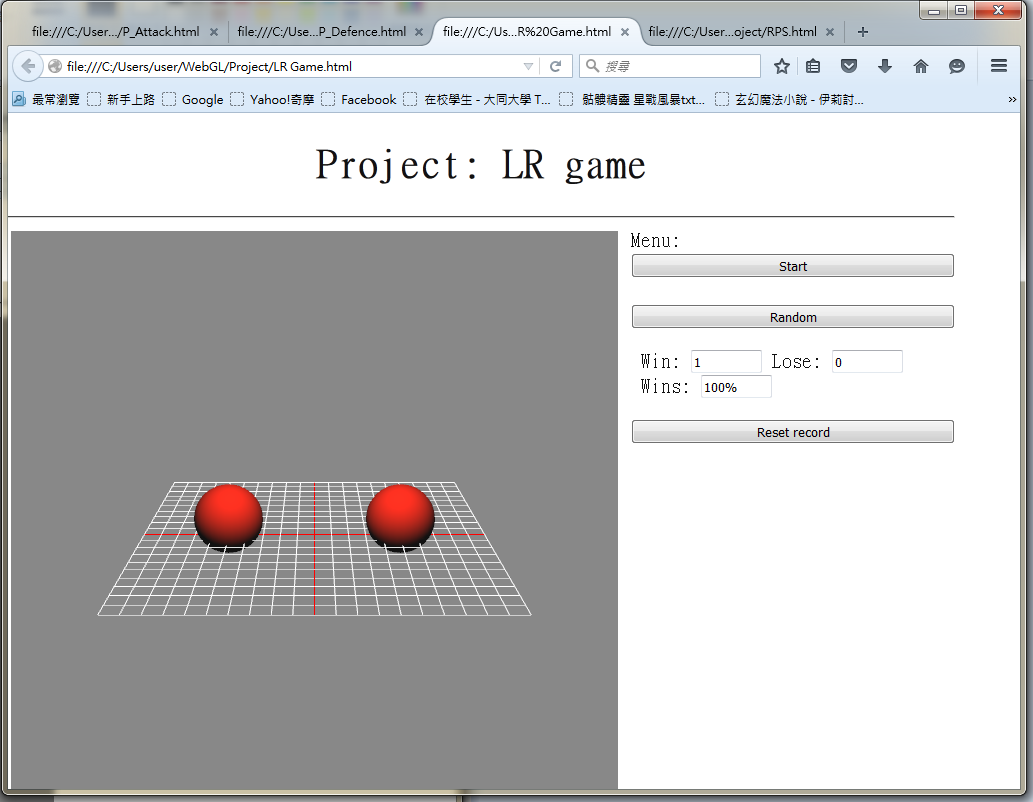 file:///C:/User.../P_Attack.html file:///C:/Use...P_Defence.html file:///C:/Us...R%20Game.html file:///C:/User...oject/RPS.html
file:///C:/Users/user/WebGL/Project/LR Game.html 搜尋
最常瀏覽 新手上路 Google Yahoo!奇摩 Facebook 在校學生 - 大同大學 T... 骷髏精靈 星戰風暴txt... 玄幻魔法小說 - 伊莉討... »
Project: LR game
Menu:
Start
Random
Win: 1 Lose: 0
Wins: 100%
Reset record